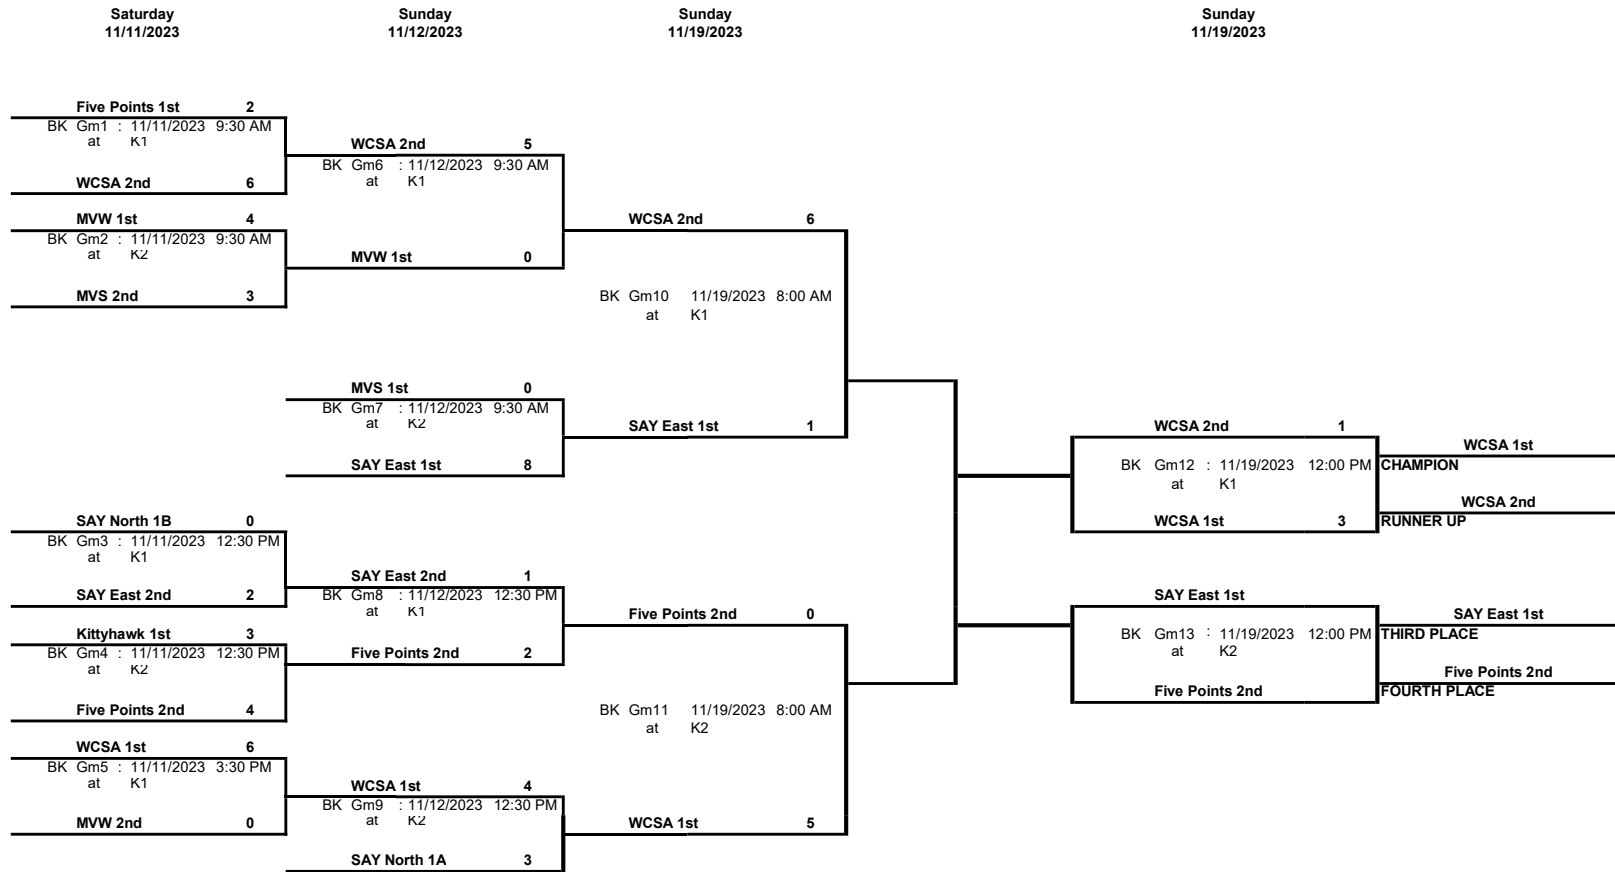 Saturday
11/11/2023
Sunday
11/12/2023
Sunday
11/19/2023
Sunday
11/19/2023
Five Points 1st 2
BK Gm1 : 11/11/2023 9:30 AM
at K1
WCSA 2nd 6
MVW 1st 4
BK Gm2 : 11/11/2023 9:30 AM
at K2
MVS 2nd 3
SAY North 1B 0
BK Gm3 : 11/11/2023 12:30 PM
at K1
SAY East 2nd 2
Kittyhawk 1st 3
BK Gm4 : 11/11/2023 12:30 PM
at K2
Five Points 2nd 4
WCSA 1st 6
BK Gm5 : 11/11/2023 3:30 PM
at K1
MVW 2nd 0
WCSA 2nd 5
BK Gm6 : 11/12/2023 9:30 AM
at K1
MVW 1st 0
MVS 1st 0
BK Gm7 : 11/12/2023 9:30 AM
at K2
SAY East 1st 8
SAY East 2nd 1
BK Gm8 : 11/12/2023 12:30 PM
at K1
Five Points 2nd 2
WCSA 1st 4
BK Gm9 : 11/12/2023 12:30 PM
at K2
SAY North 1A 3
WCSA 2nd 6
BK Gm10 11/19/2023 8:00 AM
at K1
SAY East 1st 1
Five Points 2nd 0
BK Gm11 11/19/2023 8:00 AM
at K2
WCSA 1st 5
WCSA 2nd 1
BK Gm12 : 11/19/2023 12:00 PM
at K1
WCSA 1st 3
SAY East 1st
BK Gm13 : 11/19/2023 12:00 PM
at K2
Five Points 2nd
WCSA 1st
CHAMPION
WCSA 2nd
RUNNER UP
SAY East 1st
THIRD PLACE
Five Points 2nd
FOURTH PLACE